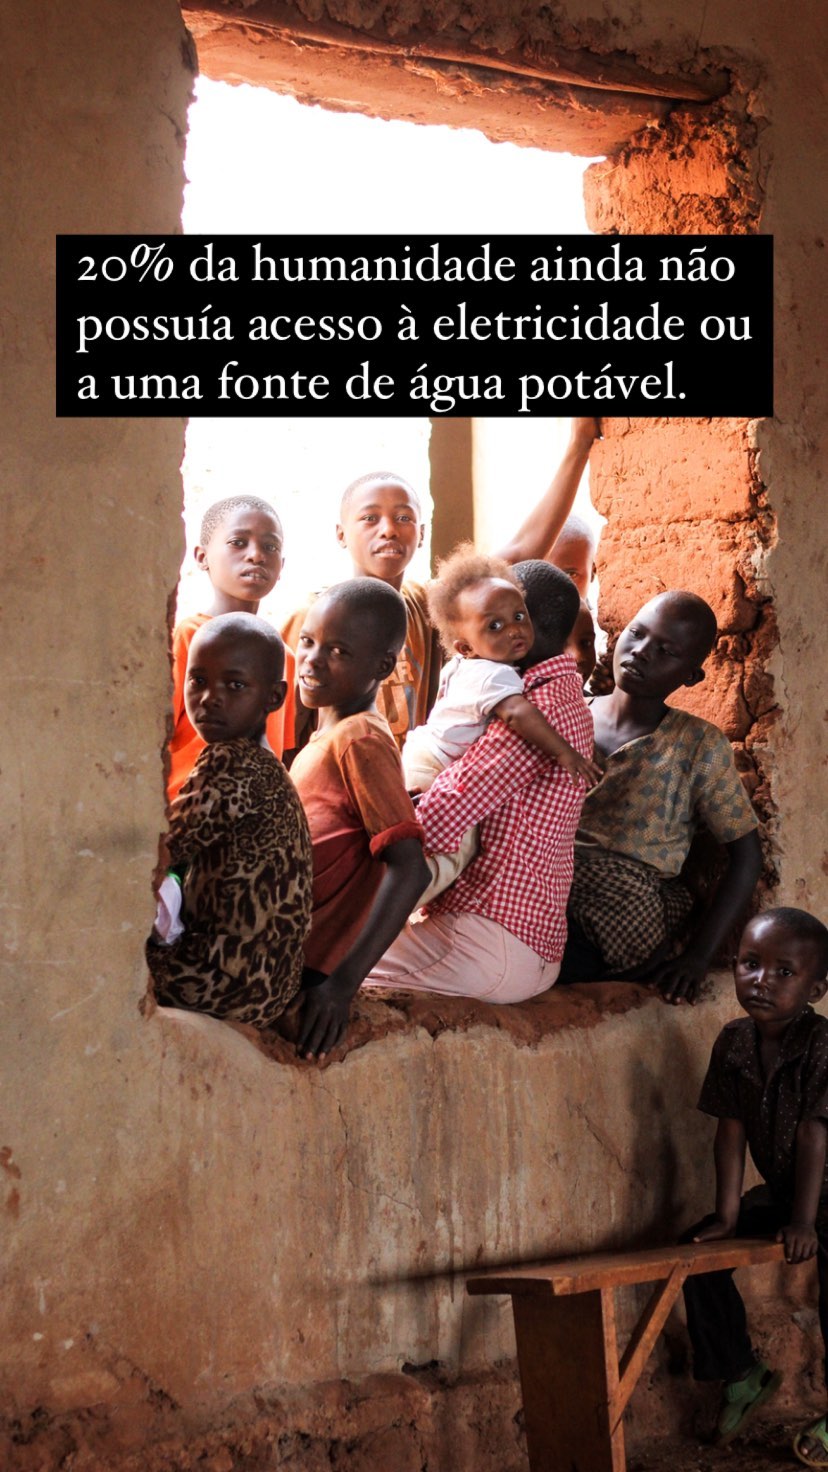 20% da humanidade ainda não
possuía acesso à eletricidade ou
a uma fonte de água potável.